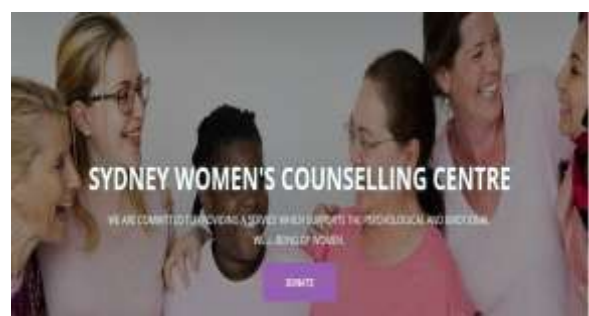 SYDNEY WOMEN'S COUNSELLING CENTRE
WE ARE COMMITTED TO PROVIDING A SERVICE WHICH SUPPORTS THE PSYCHOLOGICAL AND EMOTIONAL
WELL-BEING OF WOMEN.
DONATE